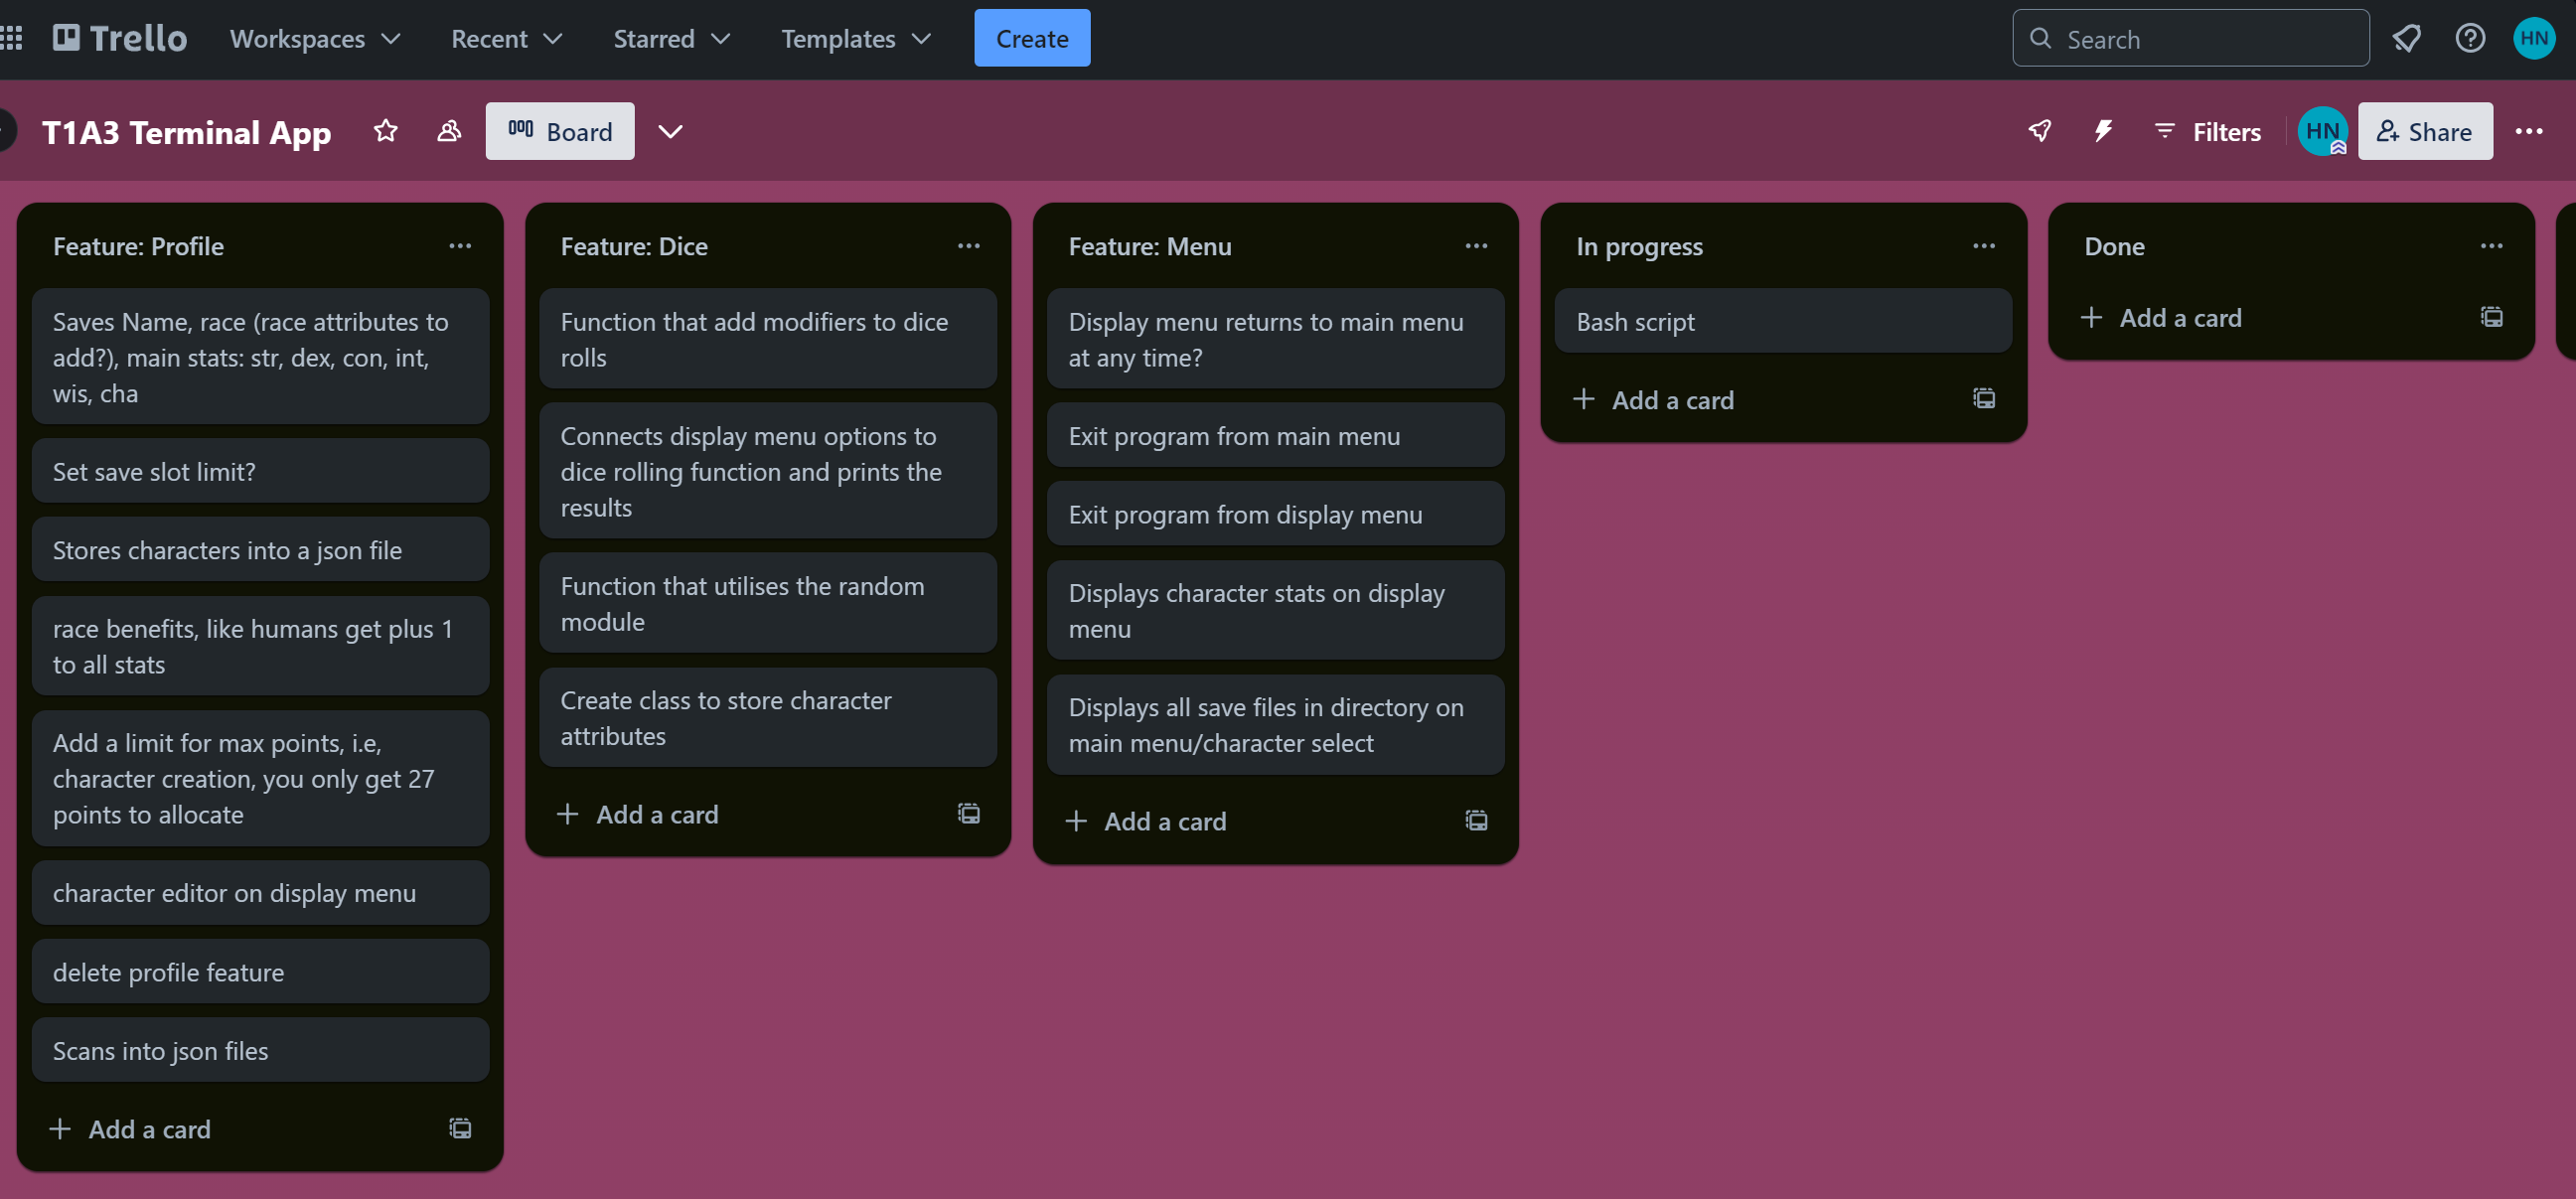 Trello
Workspaces
Recent
Starred
Templates
Create
Search
HN
T1A3 Terminal App
Board
Filters
HN
Share
Feature: Profile
Saves Name, race (race attributes to
add?), main stats: str, dex, con, int,
wis, cha
Set save slot limit?
Stores characters into a json file
race benefits, like humans get plus 1
to all stats
Add a limit for max points, i.e,
character creation, you only get 27
points to allocate
character editor on display menu
delete profile feature
Scans into json files
Add a card
Feature: Dice
Function that add modifiers to dice
rolls
Connects display menu options to
dice rolling function and prints the
results
Function that utilises the random
module
Create class to store character
attributes
Add a card
Feature: Menu
Display menu returns to main menu
at any time?
Exit program from main menu
Exit program from display menu
Displays character stats on display
menu
Displays all save files in directory on
main menu/character select
Add a card
In progress
Bash script
Add a card
Done
Add a card